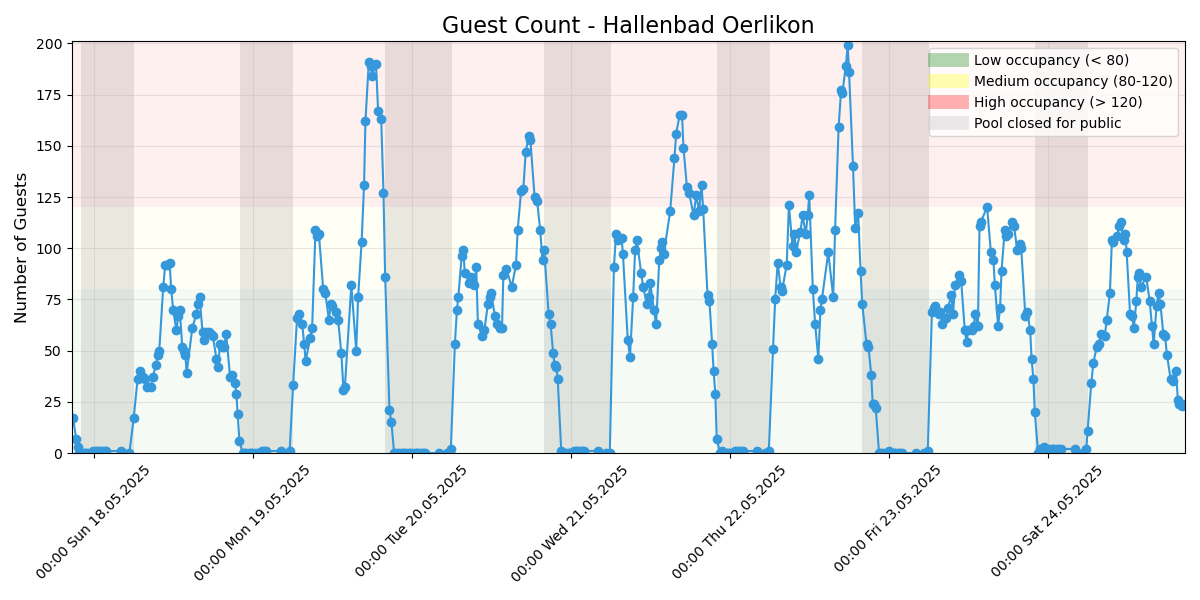 Guest Count - Hallenbad Oerlikon
Number of Guests
200
175
150
125
100
75
50
25
0
Low occupancy (< 80)
Medium occupancy (80-120)
High occupancy (> 120)
Pool closed for public
00:00 Sun 18.05.2025
00:00 Mon 19.05.2025
00:00 Tue 20.05.2025
00:00 Wed 21.05.2025
00:00 Thu 22.05.2025
00:00 Fri 23.05.2025
00:00 Sat 24.05.2025